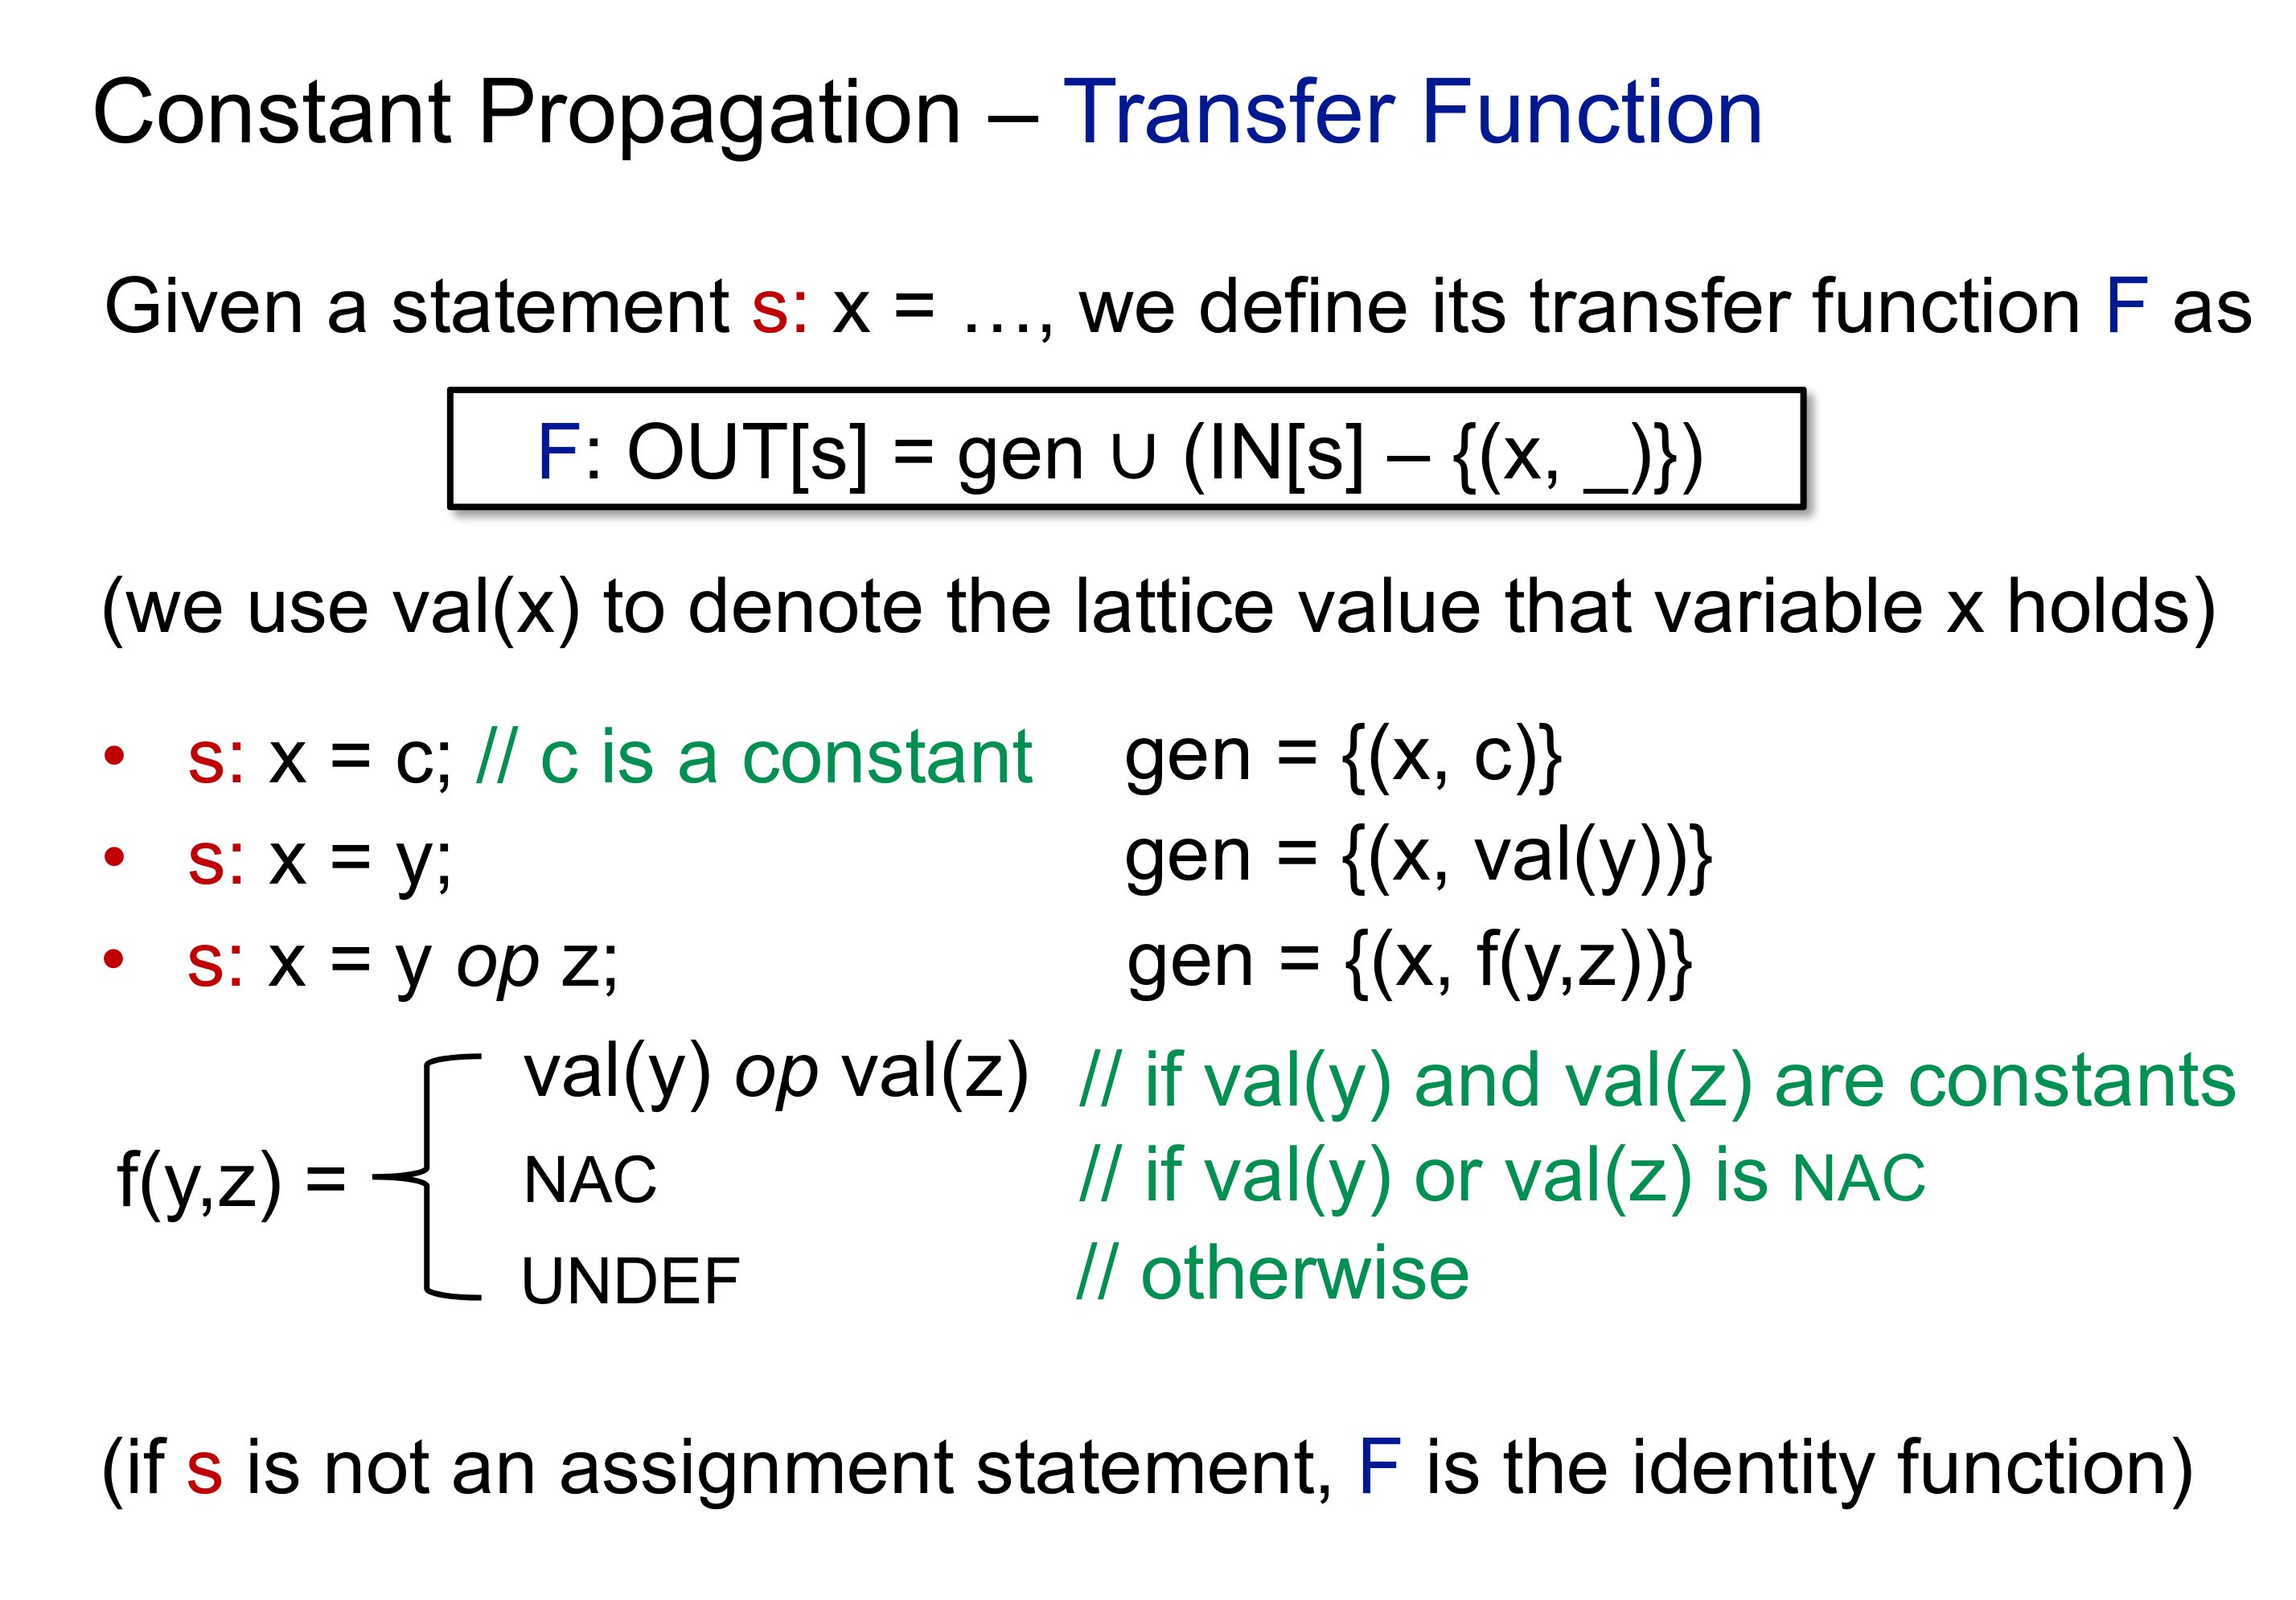 Constant Propagation – Transfer Function
Given a statement s: x = …, we define its transfer function F as
F: OUT[s] = gen ∪ (IN[s] – {(x, _)})
(we use val(x) to denote the lattice value that variable x holds)
• s: x = c; // c is a constant gen = {(x, c)}
• s: x = y; gen = {(x, val(y))}
• s: x = y op z; gen = {(x, f(y,z))}
val(y) op val(z) // if val(y) and val(z) are constants
f(y,z) = NAC // if val(y) or val(z) is NAC
UNDEF // otherwise
(if s is not an assignment statement, F is the identity function)